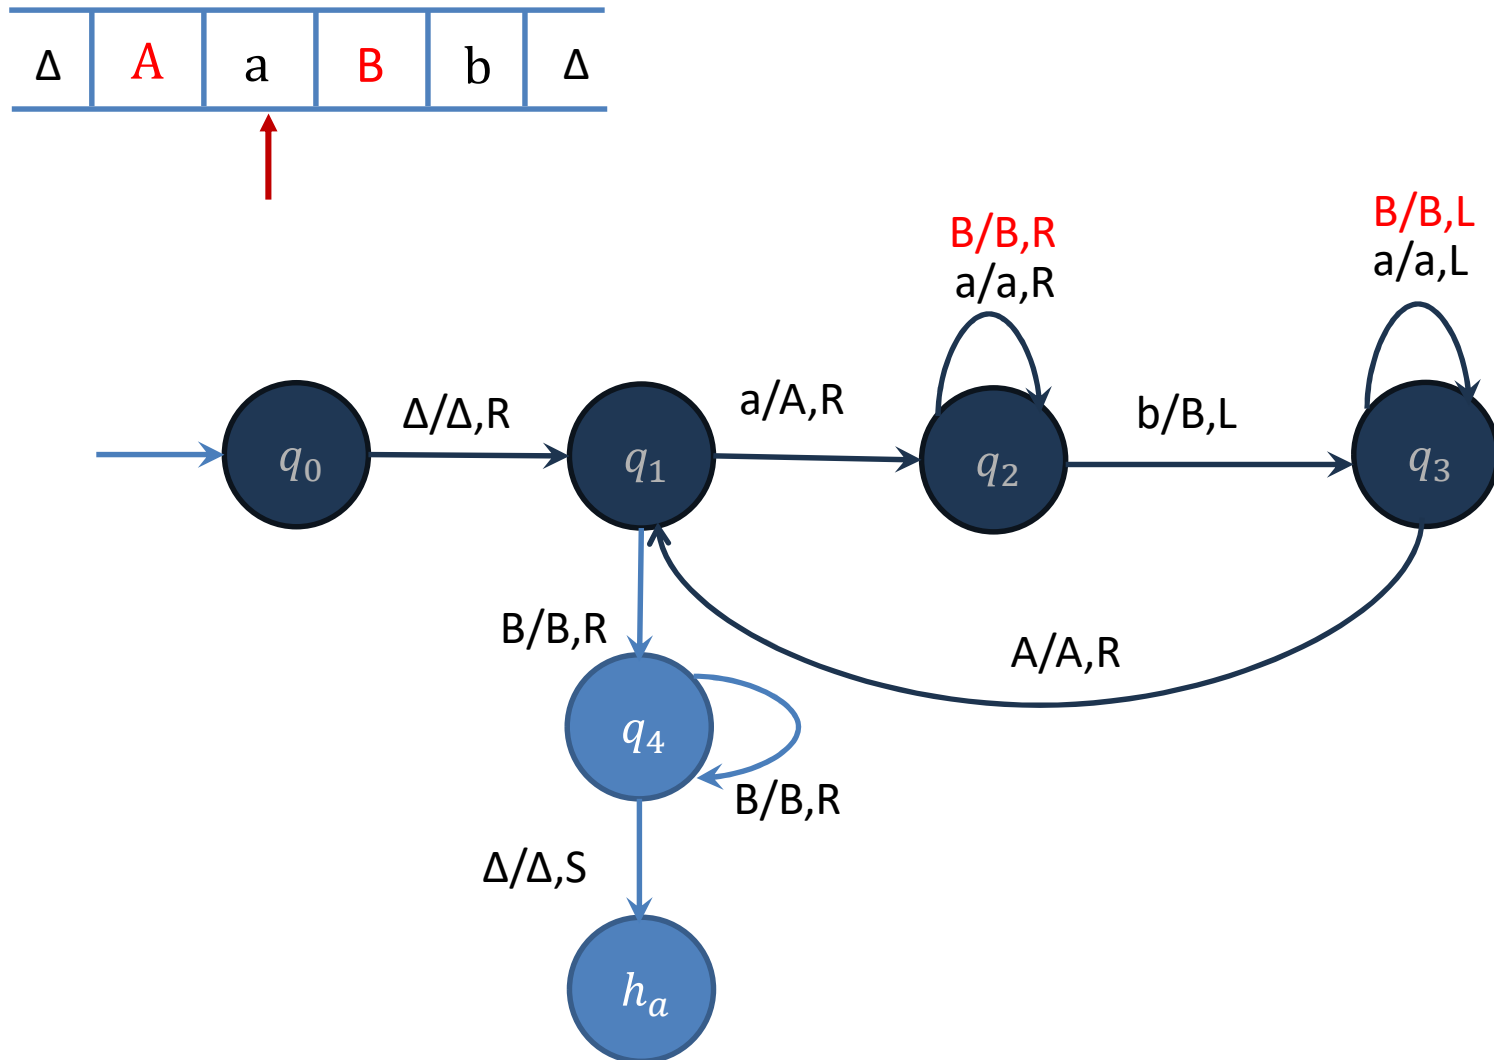 Δ A a B b Δ
B/B,R
a/a,R
B/B,L
a/a,L
Δ/Δ,R
a/A,R
b/B,L
q₀
q₁
q₂
q₃
B/B,R
A/A,R
q₄
B/B,R
Δ/Δ,S
hₐ